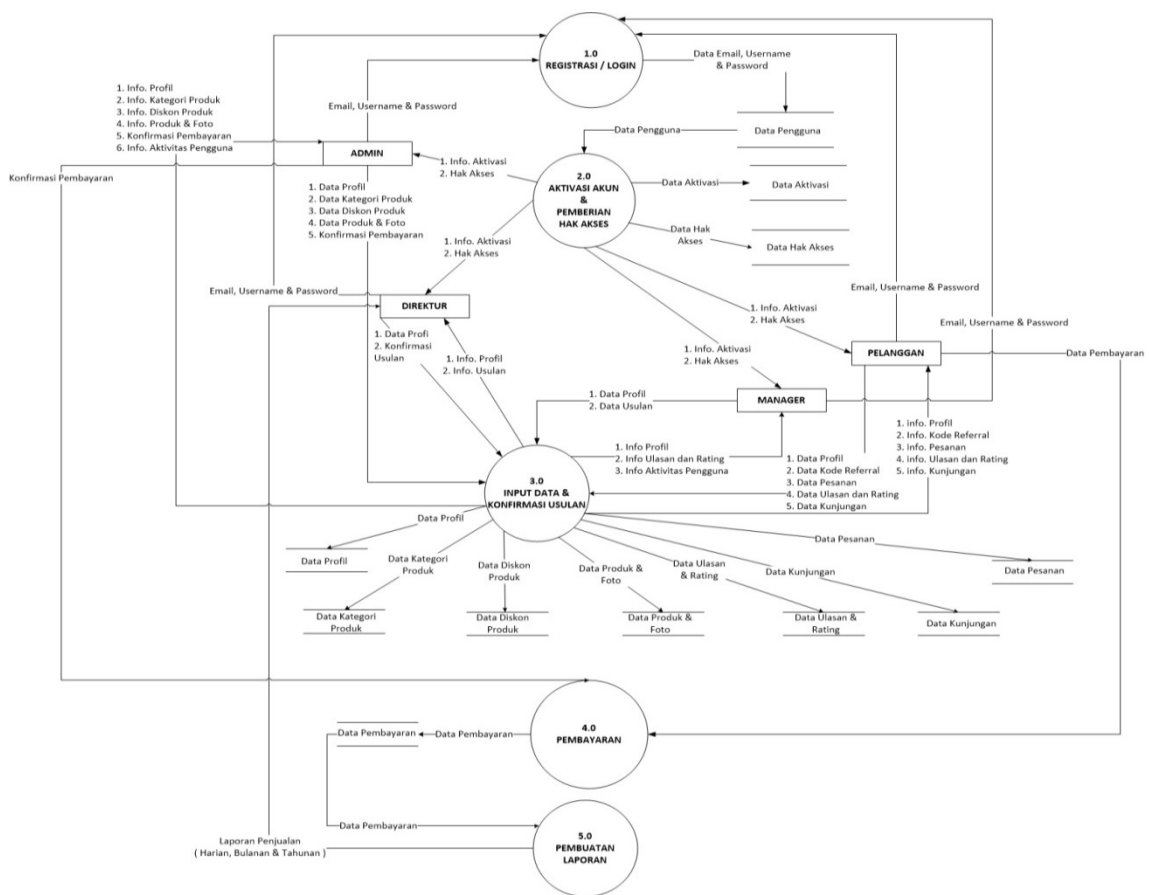 1.0
REGISTRASI / LOGIN
Data Email, Username
& Password
1. Info. Profil
2. Info. Kategori Produk
3. Info. Diskon Produk
4. Info. Produk & Foto
5. Konfirmasi Pembayaran
6. Info. Aktivitas Pengguna
Email, Username & Password
Data Pengguna
Data Pengguna
ADMIN
1. Info. Aktivasi
2. Hak Akses
Konfirmasi Pembayaran
2.0
AKTIVASI AKUN
&
PEMBERIAN
HAK AKSES
Data Aktivasi
Data Aktivasi
1. Data Profil
2. Data Kategori Produk
3. Data Diskon Produk
4. Data Produk & Foto
5. Konfirmasi Pembayaran
Data Hak
Akses
Data Hak Akses
1. Info. Aktivasi
2. Hak Akses
Email, Username & Password
DIREKTUR
Email, Username & Password
1. Info. Aktivasi
2. Hak Akses
Email, Username & Password
1. Data Profi
2. Konfirmasi
Usulan
1. Info. Profil
2. Info. Usulan
1. Info. Aktivasi
2. Hak Akses
PELANGGAN
Data Pembayaran
1. Data Profil
2. Data Usulan
MANAGER
1. info. Profil
2. Info. Kode Referral
3. info. Pesanan
4. info. Ulasan dan Rating
5. info. Kunjungan
1. Info Profil
2. Info Ulasan dan Rating
3. Info Aktivitas Pengguna
1. Data Profil
2. Data Kode Referral
3. Data Pesanan
4. Data Ulasan dan Rating
5. Data Kunjungan
3.0
INPUT DATA &
KONFIRMASI USULAN
Data Profil
Data Profil
Data Kategori
Produk
Data Diskon
Produk
Data Produk &
Foto
Data Ulasan
& Rating
Data Kunjungan
Data Pesanan
Data Pesanan
Data Kategori
Produk
Data Diskon
Produk
Data Produk &
Foto
Data Ulasan &
Rating
Data Kunjungan
4.0
PEMBAYARAN
Data Pembayaran
Data Pembayaran
Data Pembayaran
Laporan Penjualan
( Harian, Bulanan & Tahunan )
5.0
PEMBUATAN
LAPORAN